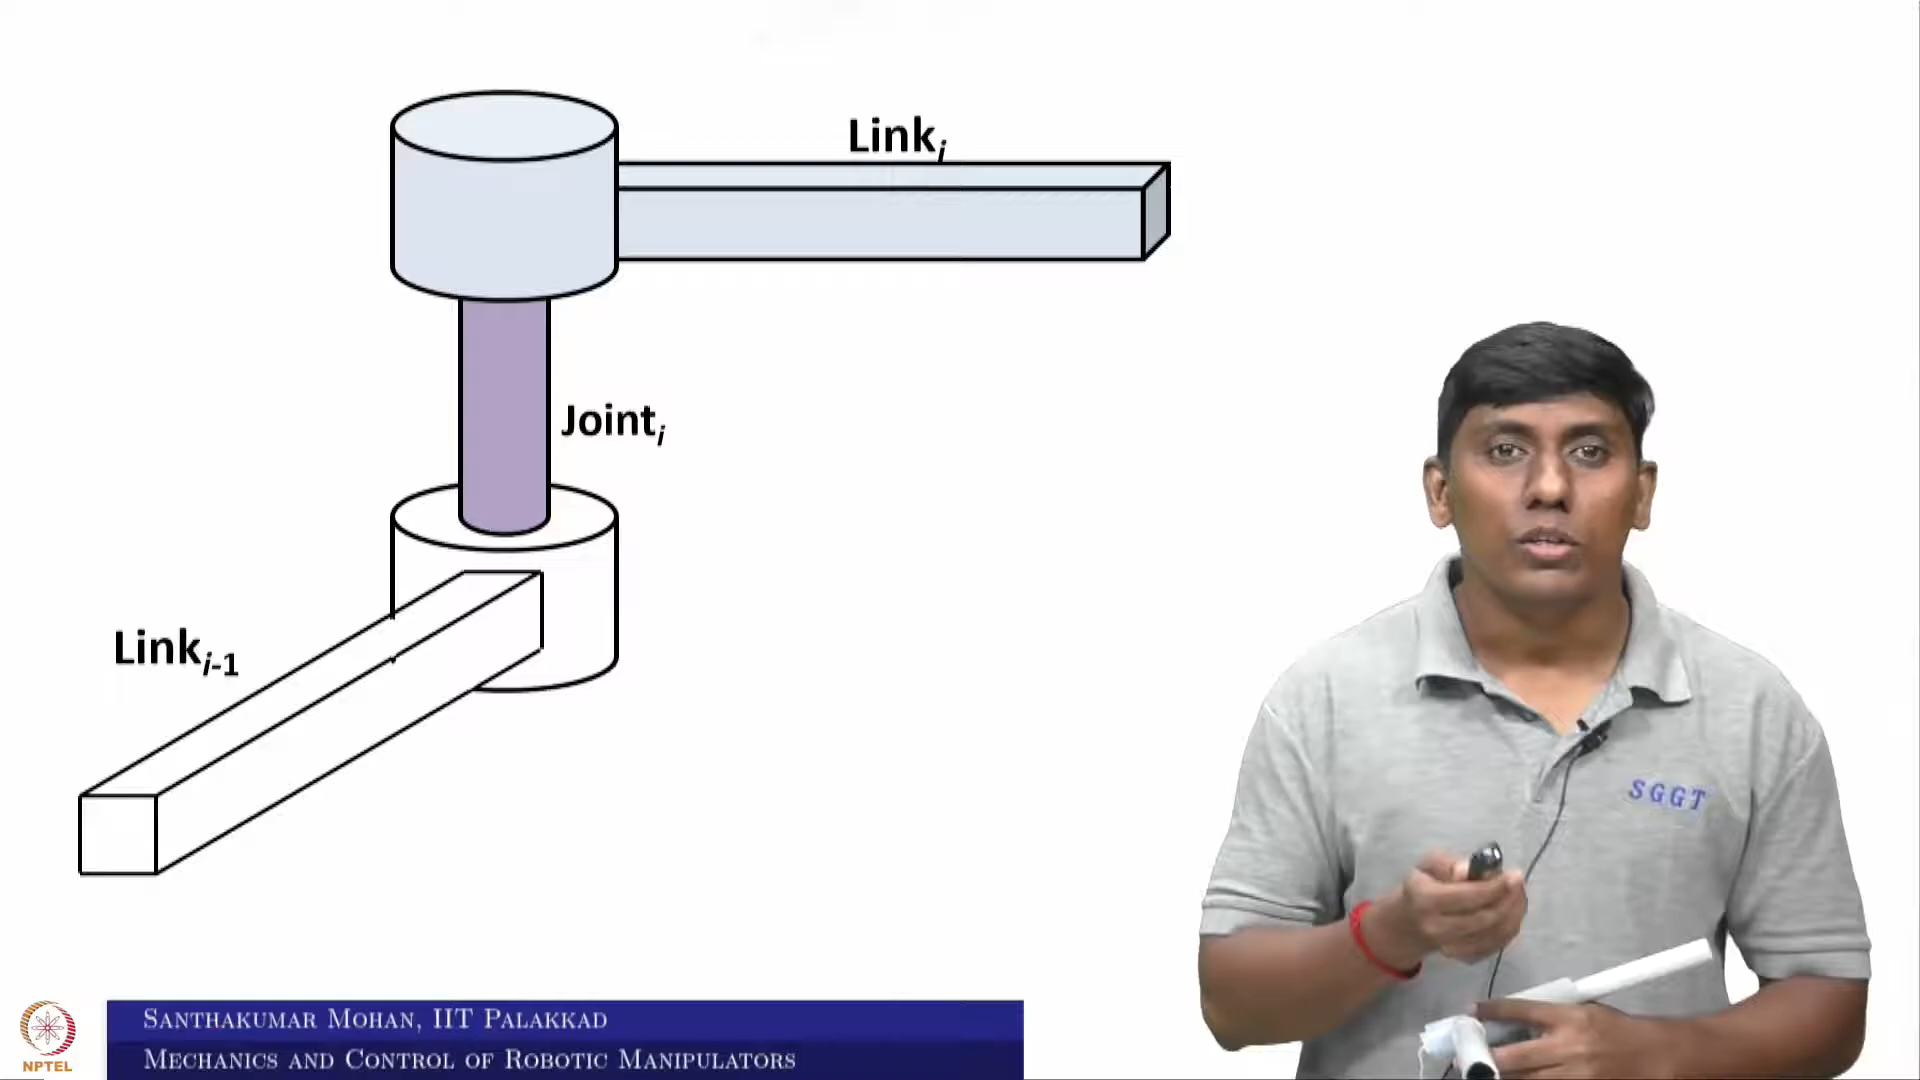 Linkᵢ
Jointᵢ
Linkᵢ₋₁
SGGT
SANTHAKUMAR MOHAN, IIT PALAKKAD
MECHANICS AND CONTROL OF ROBOTIC MANIPULATORS
NPTEL